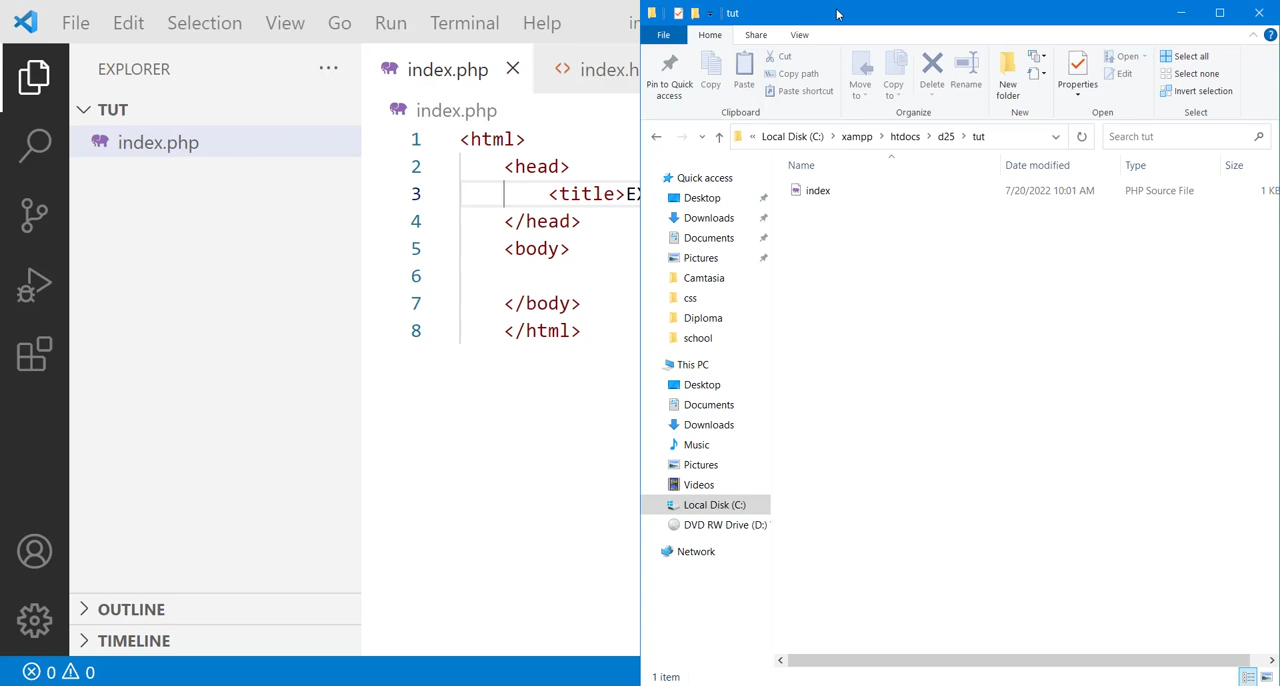 File Edit Selection View Go Run Terminal Help in
EXPLORER
TUT
index.php
OUTLINE
TIMELINE
0 0
index.php index.h
index.php
1 <html>
2 <head>
3 <title>EX
4 </head>
5 <body>
6
7 </body>
8 </html>
tut
File Home Share View
Pin to Quick access
Copy
Paste
Cut
Copy path
Paste shortcut
Clipboard
Move to
Copy to
Delete
Rename
Organize
New folder
New
Properties
Open
Edit
Open
Select all
Select none
Invert selection
Select
« Local Disk (C:) > xampp > htdocs > d25 > tut
Search tut
Name Date modified Type Size
index 7/20/2022 10:01 AM PHP Source File 1 KB
Quick access
Desktop
Downloads
Documents
Pictures
Camtasia
css
Diploma
school
This PC
Desktop
Documents
Downloads
Music
Pictures
Videos
Local Disk (C:)
DVD RW Drive (D:)
Network
1 item